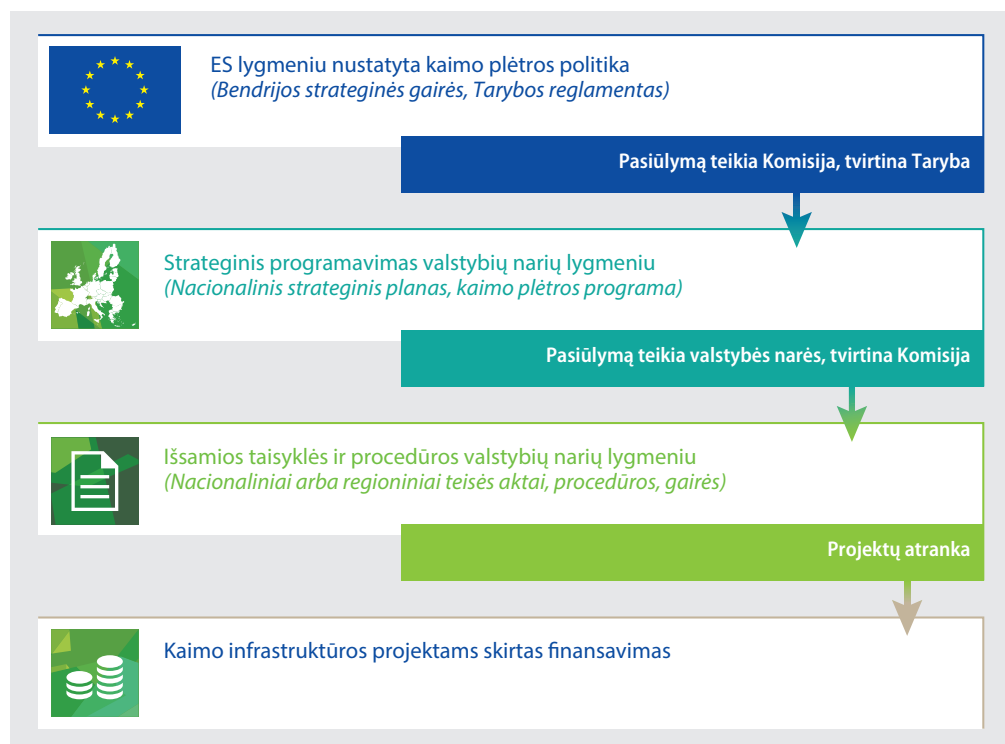 ES lygmeniu nustatyta kaimo plėtros politika
(Bendrijos strateginės gairės, Tarybos reglamentas)
Pasiūlymą teikia Komisija, tvirtina Taryba
Strateginis programavimas valstybių narių lygmeniu
(Nacionalinis strateginis planas, kaimo plėtros programa)
Pasiūlymą teikia valstybės narės, tvirtina Komisija
Išsamios taisyklės ir procedūros valstybių narių lygmeniu
(Nacionaliniai arba regioniniai teisės aktai, procedūros, gairės)
Projektų atranka
Kaimo infrastruktūros projektams skirtas finansavimas